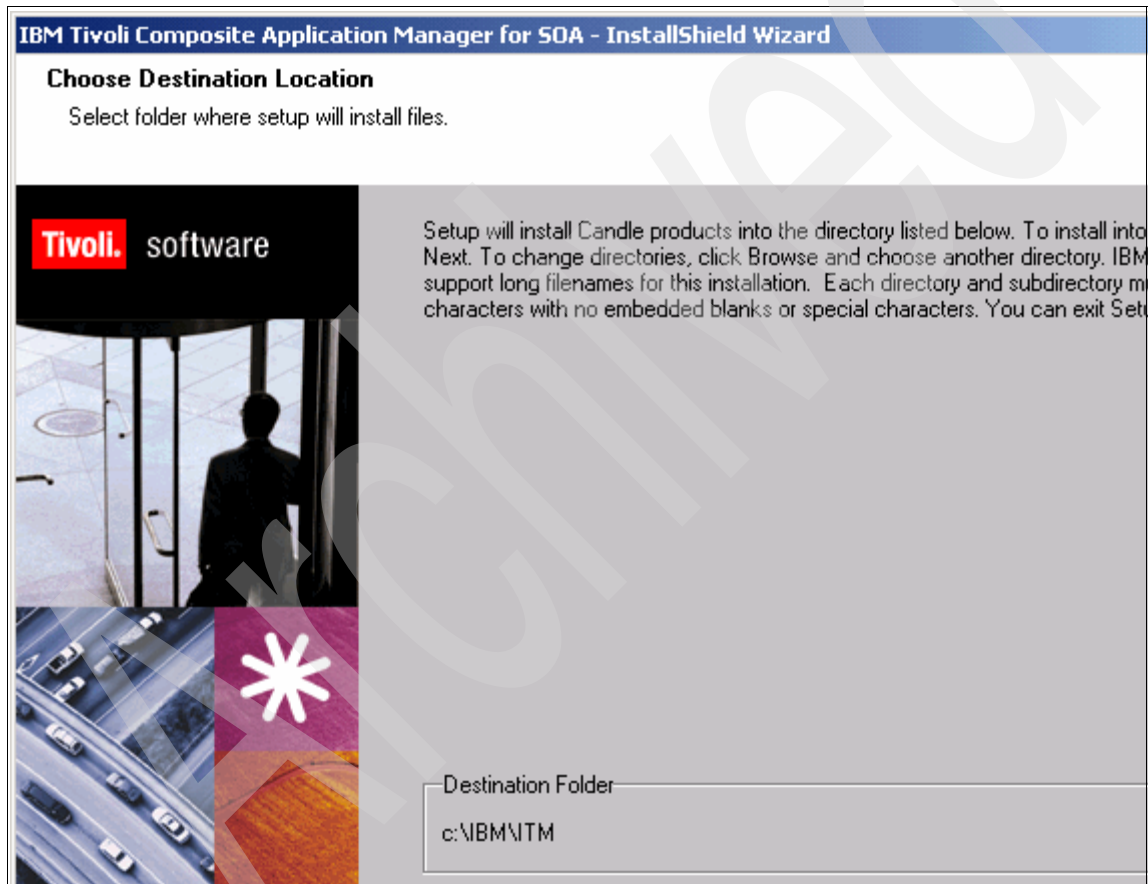 IBM Tivoli Composite Application Manager for SOA - InstallShield Wizard
Choose Destination Location
Select folder where setup will install files.
Tivoli. software
Setup will install Candle products into the directory listed below. To install into
Next. To change directories, click Browse and choose another directory. IBM
support long filenames for this installation. Each directory and subdirectory
characters with no embedded blanks or special characters. You can exit
Destination Folder
c:\IBM\ITM
Archived